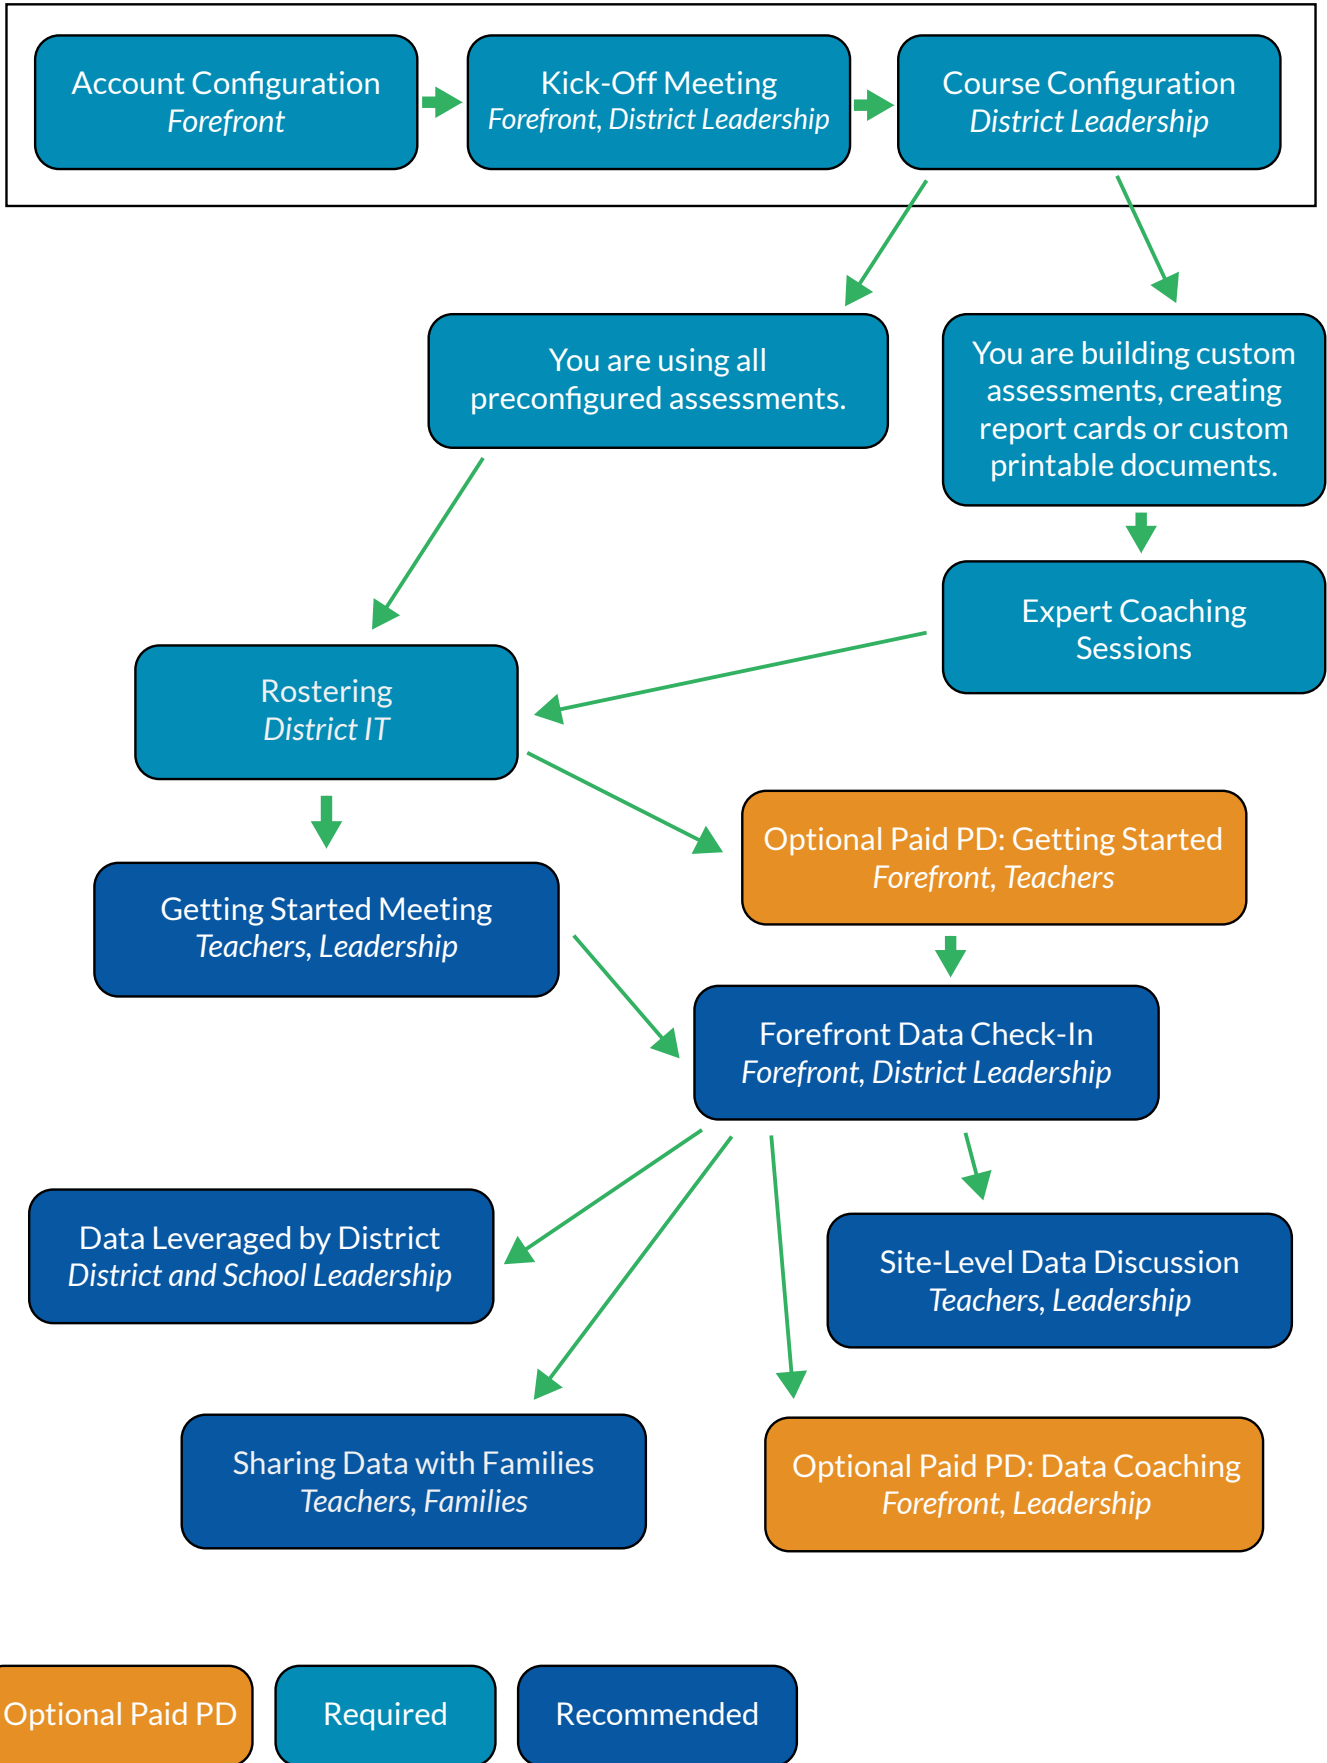 Account Configuration
Forefront
Kick-Off Meeting
Forefront, District Leadership
Course Configuration
District Leadership
You are using all
preconfigured assessments.
You are building custom
assessments, creating
report cards or custom
printable documents.
Expert Coaching
Sessions
Rostering
District IT
Optional Paid PD: Getting Started
Forefront, Teachers
Getting Started Meeting
Teachers, Leadership
Forefront Data Check-In
Forefront, District Leadership
Data Leveraged by District
District and School Leadership
Site-Level Data Discussion
Teachers, Leadership
Sharing Data with Families
Teachers, Families
Optional Paid PD: Data Coaching
Forefront, Leadership
Optional Paid PD
Required
Recommended